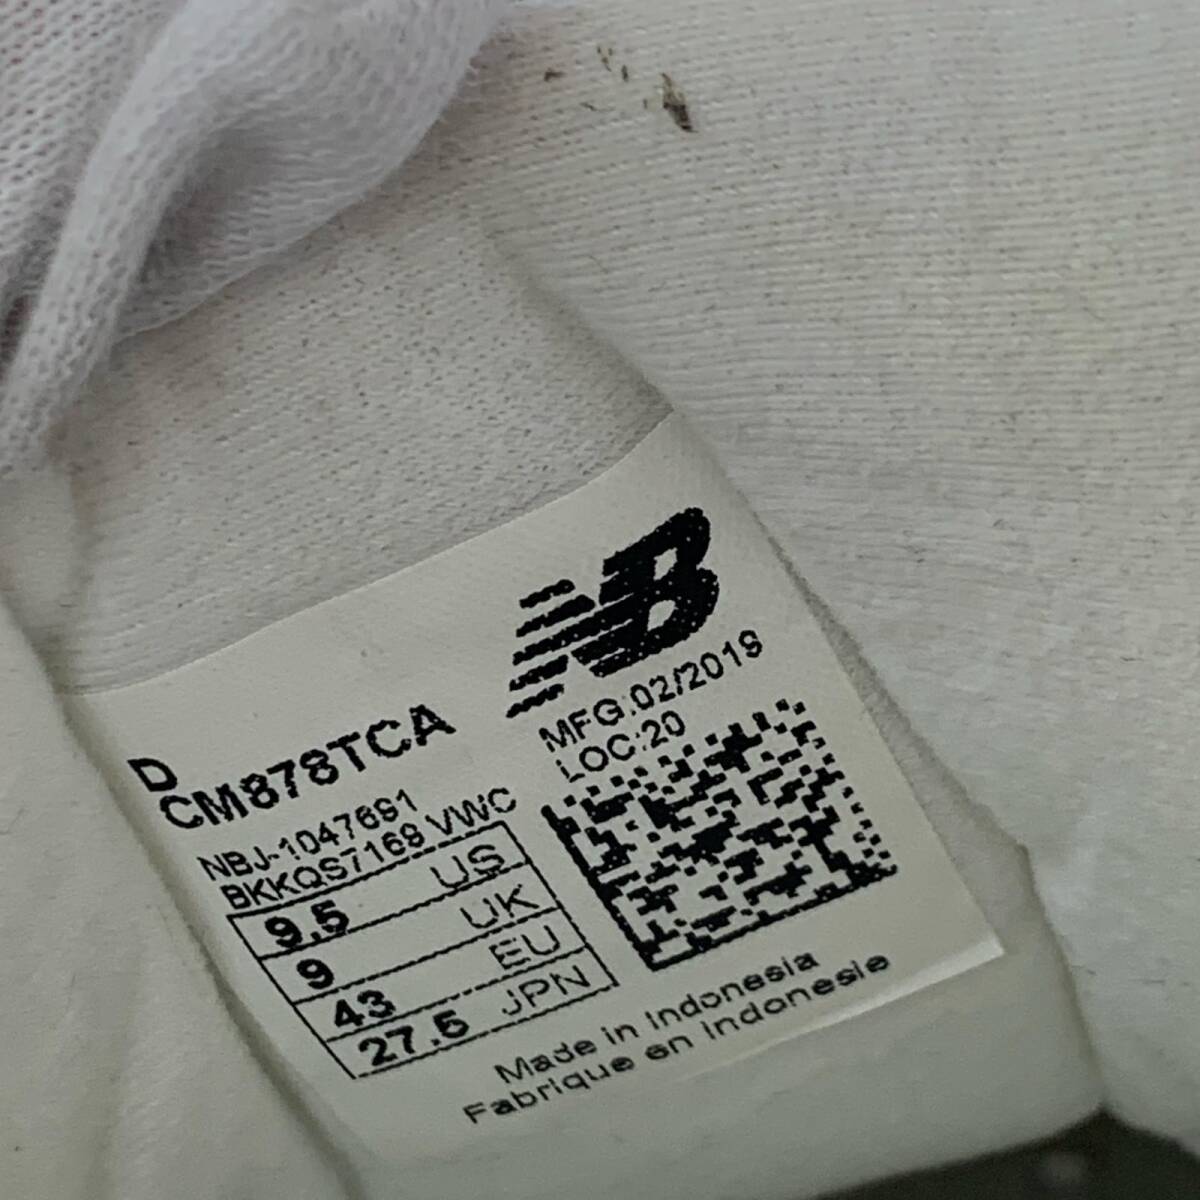 NB
MFG:02/2019
LOC:20
D
CM878TCA
NBJ-1047691
BKKQS7169 VWC
9.5 US
9 UK
43 EU
27.5 JPN
Made in Indonesia
Fabrique en Indonesie